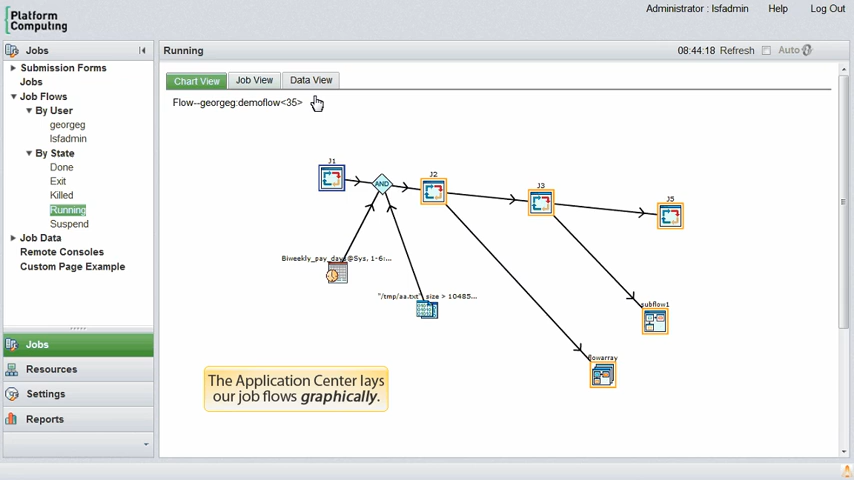 Platform
Computing
Administrator : lsfadmin Help Log Out
Jobs
Submission Forms
Jobs
Job Flows
By User
georgeg
lsfadmin
By State
Done
Exit
Killed
Running
Suspend
Job Data
Remote Consoles
Custom Page Example
Jobs
Resources
Settings
Reports
Running
08:44:18 Refresh Auto
Chart View Job View Data View
Flow--georgeg:demoflow<35>
J1
AND
J2
J3
J5
Biweekly_pay_days@Sys, 1-6:...
"/tmp/aa.txt" size > 10485...
subflow1
flowarray
The Application Center lays
our job flows graphically.